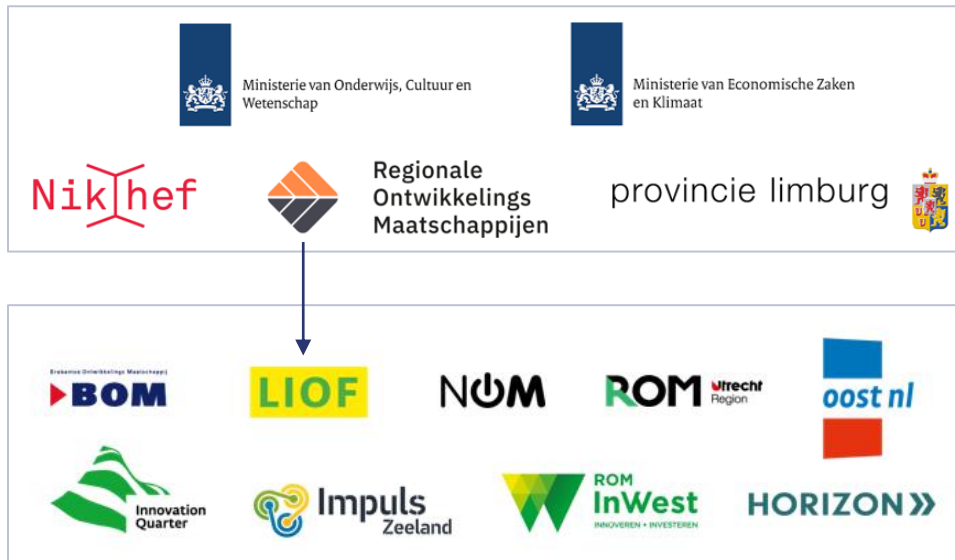 Ministerie van Onderwijs, Cultuur en
Wetenschap
Ministerie van Economische Zaken
en Klimaat
Nikhef
Regionale
Ontwikkelings
Maatschappijen
provincie limburg
Brabantse Ontwikkelings Maatschappij
BOM
LIOF
NOM
ROM
Utrecht
Region
oost nl
Innovation
Quarter
Impuls
Zeeland
ROM
InWest
INNOVEREN + INVESTEREN
HORIZON